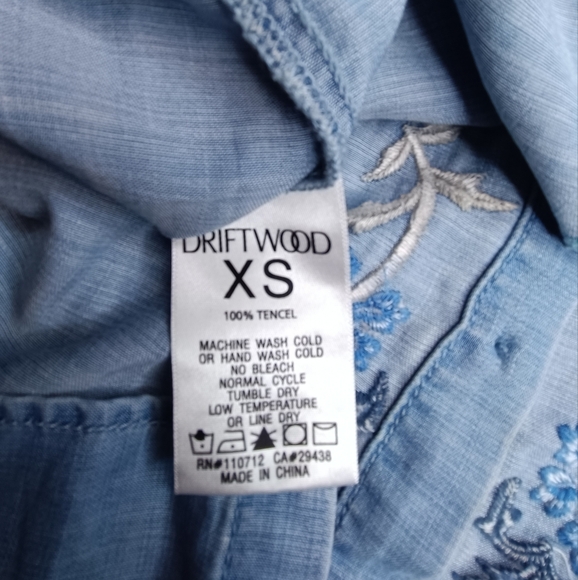 DRIFTWOOD
XS
100% TENCEL
MACHINE WASH COLD
OR HAND WASH COLD
NO BLEACH
NORMAL CYCLE
TUMBLE DRY
LOW TEMPERATURE
OR LINE DRY
RN#110712 CA#29438
MADE IN CHINA